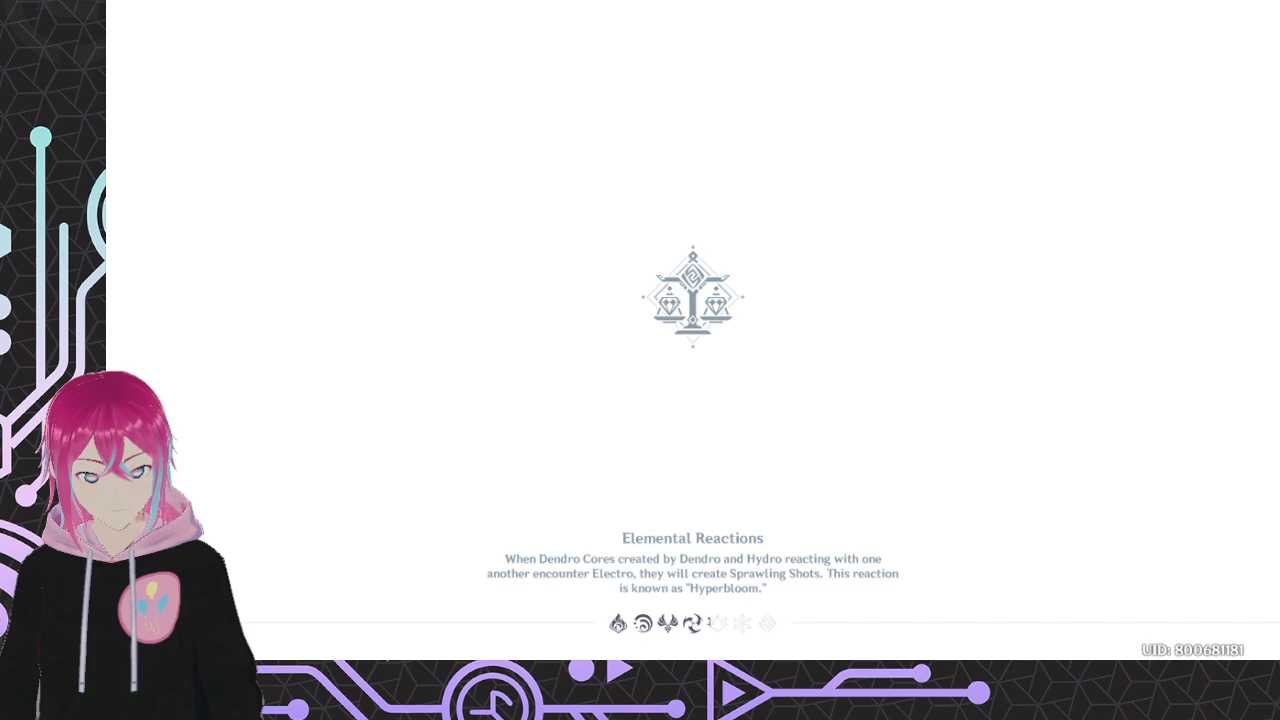 Elemental Reactions
When Dendro Cores created by Dendro and Hydro reacting with one
another encounter Electro, they will create Sprawling Shots. This reaction
is known as "Hyperbloom."
UID: 800681181